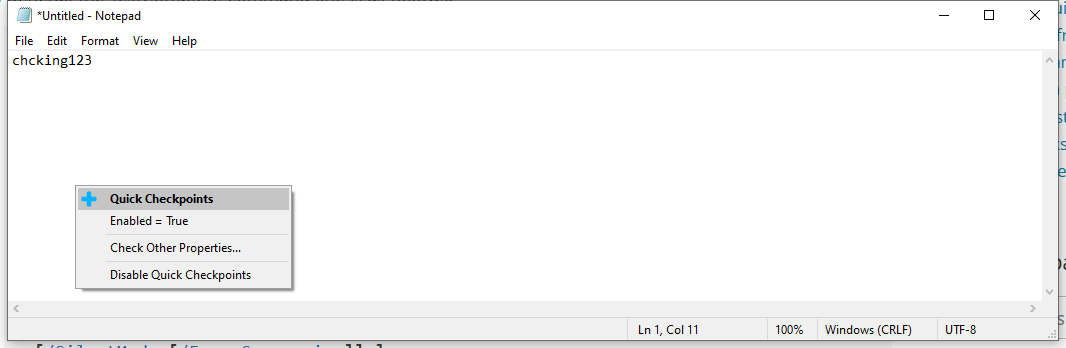 *Untitled - Notepad
File Edit Format View Help
chcking123
Quick Checkpoints
Enabled = True
Check Other Properties...
Disable Quick Checkpoints
Ln 1, Col 11 100% Windows (CRLF) UTF-8